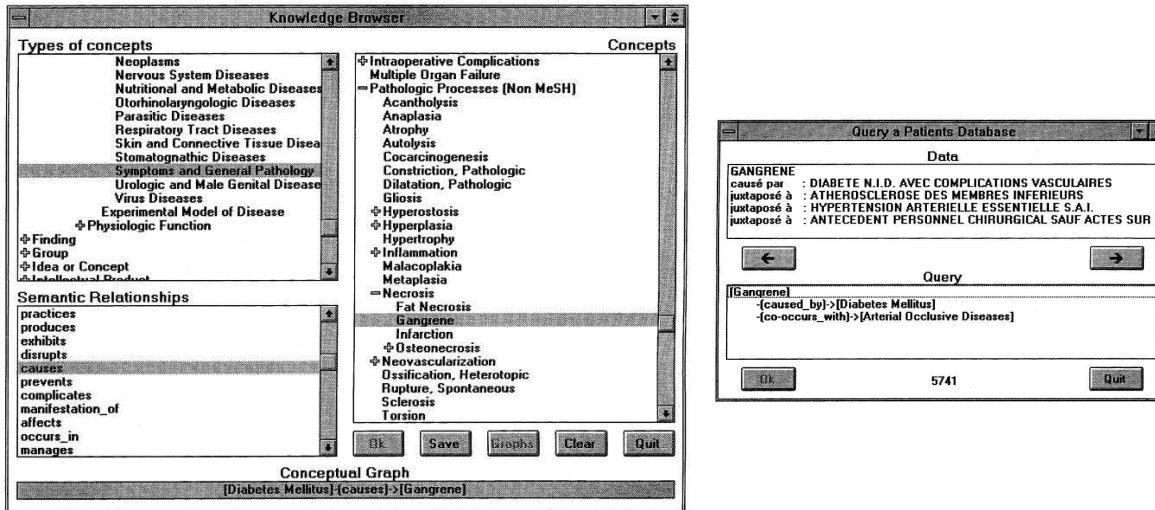 Knowledge Browser
Types of concepts
Neoplasms
Nervous System Diseases
Nutritional and Metabolic Diseases
Otorhinolaryngologic Diseases
Parasitic Diseases
Respiratory Tract Diseases
Skin and Connective Tissue Disea
Stomatognathic Diseases
Symptoms and General Pathology
Urologic and Male Genital Disease
Virus Diseases
Experimental Model of Disease
Physiologic Function
Finding
Group
Idea or Concept
Intellectual Product
Concepts
Intraoperative Complications
Multiple Organ Failure
Pathologic Processes (Non MeSH)
Acantholysis
Anaplasia
Atrophy
Autolysis
Cocarcinogenesis
Constriction, Pathologic
Dilatation, Pathologic
Gliosis
Hyperostosis
Hyperplasia
Hypertrophy
Inflammation
Malacoplakia
Metaplasia
Necrosis
Fat Necrosis
Gangrene
Infarction
Osteonecrosis
Neovascularization
Ossification, Heterotopic
Rupture, Spontaneous
Sclerosis
Torsion
Semantic Relationships
practices
produces
exhibits
disrupts
causes
prevents
complicates
manifestation_of
affects
occurs_in
manages
Ok Save Graphs Clear Quit
Conceptual Graph
[Diabetes Mellitus]-(causes)->[Gangrene]
Query a Patients Database
Data
GANGRENE
causé par : DIABETE N.I.D. AVEC COMPLICATIONS VASCULAIRES
juxtaposé à : ATHEROSCLEROSE DES MEMBRES INFERIEURS
juxtaposé à : HYPERTENSION ARTERIELLE ESSENTIELLE S.A.I.
juxtaposé à : ANTECEDENT PERSONNEL CHIRURGICAL SAUF ACTES SUR
Query
[Gangrene]
-(caused_by)->[Diabetes Mellitus]
-(co-occurs_with)->[Arterial Occlusive Diseases]
Ok 5741 Quit